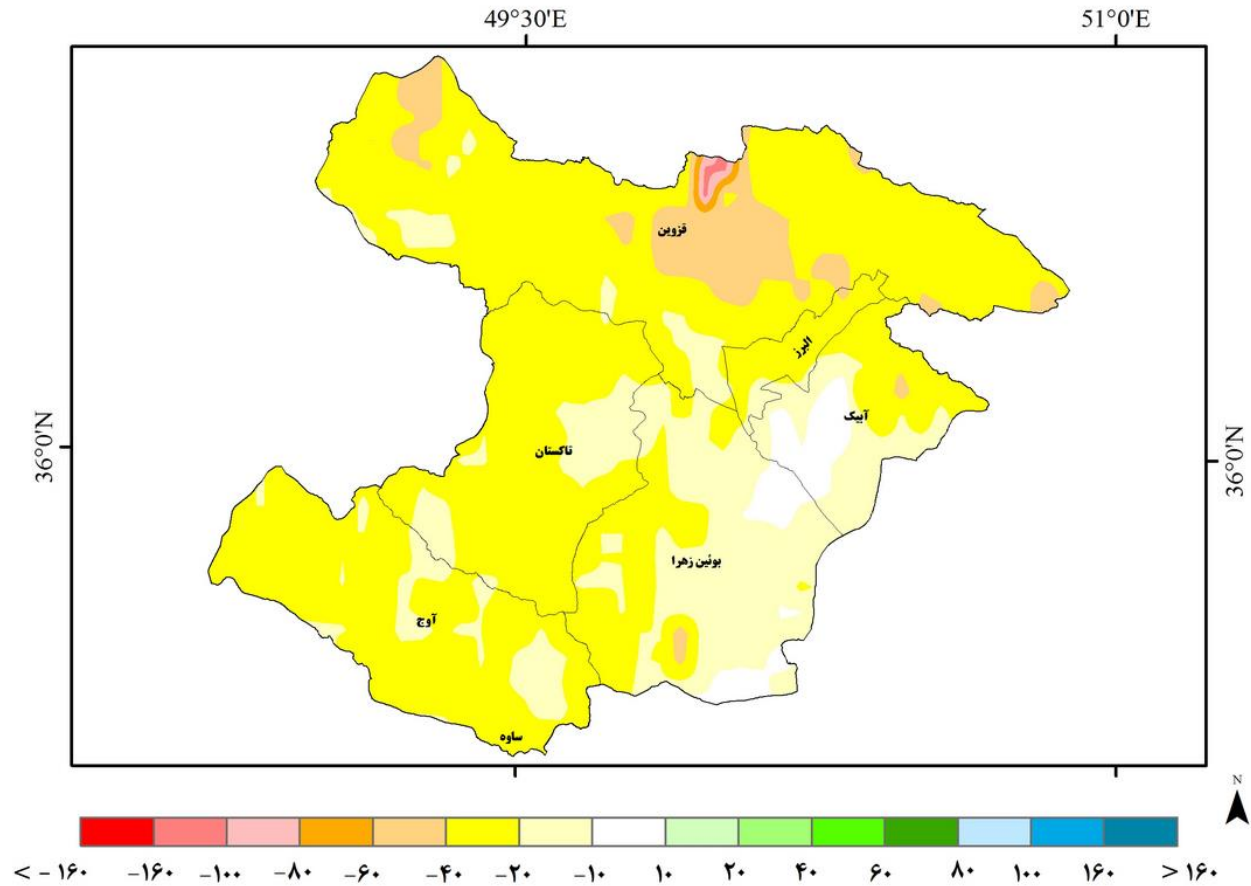 49°30'E 51°0'E
قزوین
البرز
آبیک
36°0'N 36°0'N
تاکستان
بوئین زهرا
آوج
ساوه
N
< -۱۶۰ -۱۶۰ -۱۰۰ -۸۰ -۶۰ -۴۰ -۲۰ -۱۰ ۱۰ ۲۰ ۴۰ ۶۰ ۸۰ ۱۰۰ ۱۶۰ > ۱۶۰